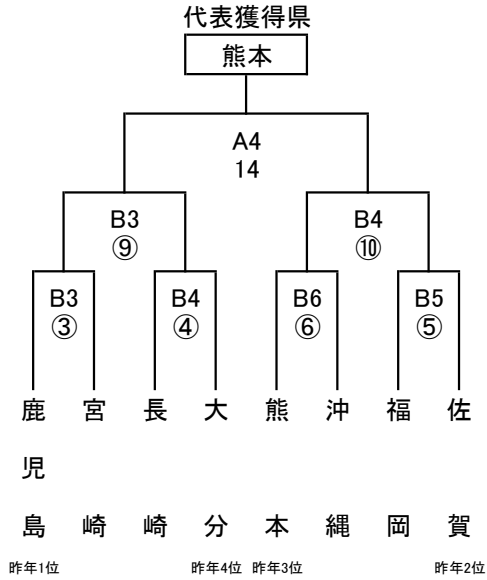 代表獲得県
熊本
A4
14
B3
⑨
B4
⑩
B3
③
B4
④
B6
⑥
B5
⑤
鹿児島
宮崎
長崎
大分
熊本
沖縄
福岡
佐賀
昨年1位
昨年4位
昨年3位
昨年2位